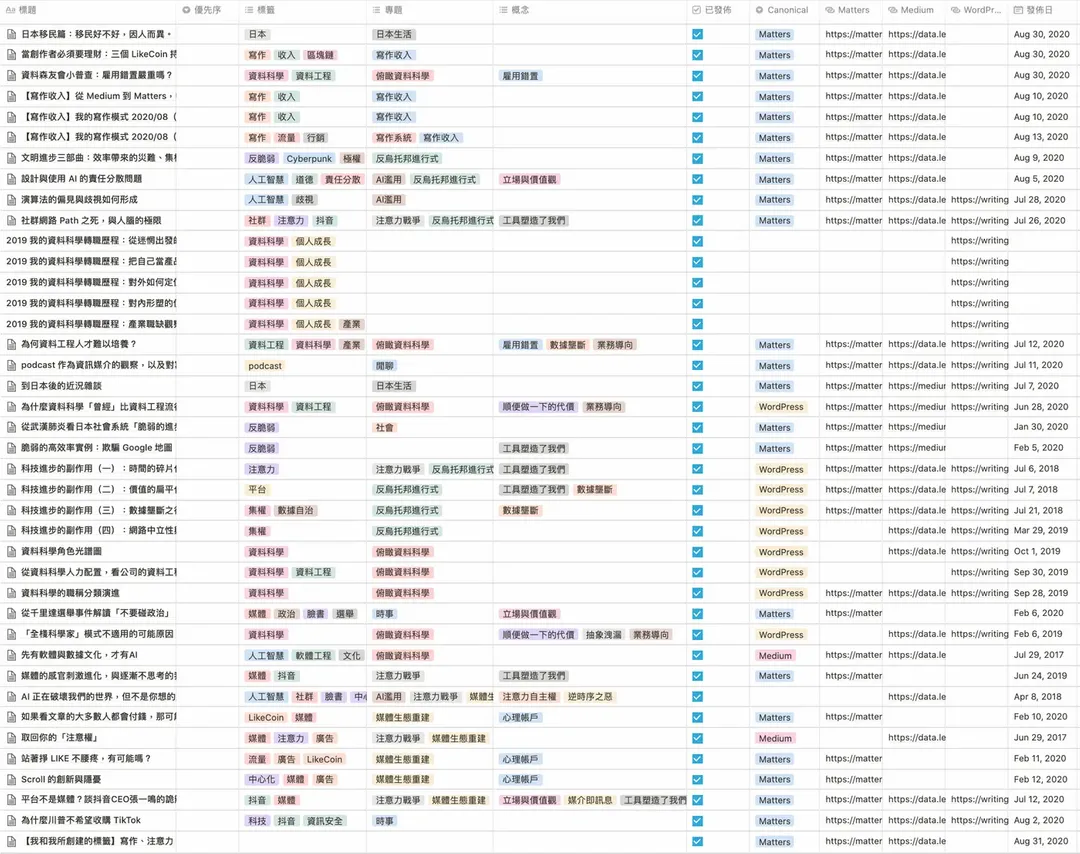 標題 優先序 標籤 專題 概念 已發佈 Canonical Matters Medium WordPr... 發佈日
日本移民篇：移民好不好，因人而異。 日本 日本生活 Matters https://matter https://data.le Aug 30, 2020
當創作者必須要理財：三個 LikeCoin 寫作 收入 區塊鏈 寫作收入 Matters https://matter https://data.le Aug 30, 2020
資料森友會小普查：雇用錯置嚴重嗎？ 資料科學 資料工程 俯瞰資料科學 雇用錯置 Matters https://matter https://data.le Aug 30, 2020
【寫作收入】從 Medium 到 Matters， 寫作 收入 寫作收入 Matters https://matter https://data.le Aug 10, 2020
【寫作收入】我的寫作模式 2020/08（ 寫作 收入 寫作收入 Matters https://matter https://data.le Aug 10, 2020
【寫作收入】我的寫作模式 2020/08（ 寫作 流量 行銷 寫作系統 寫作收入 Matters https://matter https://data.le Aug 13, 2020
文明進步三部曲：效率帶來的災難、集 反脆弱 Cyberpunk 極權 反烏托邦進行式 Matters https://matter https://data.le Aug 9, 2020
設計與使用 AI 的責任分散問題 人工智慧 道德 責任分散 AI濫用 反烏托邦進行式 立場與價值觀 Matters https://matter https://data.le Aug 5, 2020
演算法的偏見與歧視如何形成 人工智慧 歧視 AI濫用 Matters https://matter https://data.le https://writing Jul 28, 2020
社群網路 Path 之死，與人腦的極限 社群 注意力 抖音 注意力戰爭 反烏托邦進行式 工具塑造了我們 Matters https://matter https://data.le https://writing Jul 26, 2020
2019 我的資料科學轉職歷程：從迷惘出發 資料科學 個人成長 https://writing
2019 我的資料科學轉職歷程：把自己當產 資料科學 個人成長 https://writing
2019 我的資料科學轉職歷程：對外如何定 資料科學 個人成長 https://writing
2019 我的資料科學轉職歷程：對內形塑的 資料科學 個人成長 https://writing
2019 我的資料科學轉職歷程：產業職缺觀 資料科學 個人成長 產業 https://writing
為何資料工程人才難以培養？ 資料工程 資料科學 產業 俯瞰資料科學 雇用錯置 數據壟斷 業務導向 Matters https://matter https://data.le https://writing Jul 12, 2020
podcast 作為資訊媒介的觀察，以及對 podcast 閒聊 Matters https://matter https://data.le https://writing Jul 11, 2020
到日本後的近況雜談 日本 日本生活 Matters https://matter https://mediur https://writing Jul 7, 2020
為什麼資料科學「曾經」比資料工程流 資料科學 資料工程 俯瞰資料科學 順便做一下的代價 業務導向 WordPress https://matter https://mediur https://writing Jun 28, 2020
從武漢肺炎看日本社會系統「脆弱的進 反脆弱 社會 Matters https://matter https://mediur Jan 30, 2020
脆弱的高效率實例：欺騙 Google 地圖 反脆弱 工具塑造了我們 Matters https://matter https://mediur Feb 5, 2020
科技進步的副作用（一）：時間的碎片 注意力 注意力戰爭 反烏托邦進行式 工具塑造了我們 WordPress https://matter https://data.le https://writing Jul 6, 2018
科技進步的副作用（二）：價值的扁平 平台 反烏托邦進行式 工具塑造了我們 數據壟斷 WordPress https://matter https://data.le https://writing Jul 7, 2018
科技進步的副作用（三）：數據壟斷之 集權 數據自治 反烏托邦進行式 數據壟斷 WordPress https://matter https://data.le https://writing Jul 21, 2018
科技進步的副作用（四）：網路中立性 集權 反烏托邦進行式 WordPress https://data.le https://writing Mar 29, 2019
資料科學角色光譜圖 資料科學 俯瞰資料科學 WordPress https://data.le https://writing Oct 1, 2019
從資料科學人力配置，看公司的資料工 資料科學 資料工程 俯瞰資料科學 WordPress https://writing Sep 30, 2019
資料科學的職稱分類演進 資料科學 俯瞰資料科學 WordPress https://matter https://data.le https://writing Sep 28, 2019
從千里達選舉事件解讀「不要碰政治」 媒體 政治 臉書 選舉 時事 立場與價值觀 Matters https://matter Feb 6, 2020
「全棧科學家」模式不適用的可能原因 資料科學 俯瞰資料科學 順便做一下的代價 抽象洩漏 業務導向 WordPress https://data.le https://writing Feb 6, 2019
先有軟體與數據文化，才有AI 人工智慧 軟體工程 文化 俯瞰資料科學 Medium https://matter https://data.le https://writing Jul 29, 2017
媒體的感官刺激進化，與逐漸不思考的 媒體 抖音 注意力戰爭 工具塑造了我們 Matters https://matter https://data.le https://writing Jun 24, 2019
AI 正在破壞我們的世界，但不是你想的 人工智慧 社群 臉書 中心 AI濫用 注意力戰爭 媒體生 注意力自主權 逆時序之惡 https://data.le Apr 8, 2018
如果看文章的大多數人都會付錢，那可 LikeCoin 媒體 媒體生態重建 心理帳戶 Matters https://matter Feb 10, 2020
取回你的「注意權」 媒體 注意力 廣告 注意力戰爭 媒體生態重建 Medium https://data.le Jun 29, 2017
站著掙 LIKE 不腰疼，有可能嗎？ 流量 廣告 LikeCoin 媒體生態重建 心理帳戶 Matters https://matter Feb 11, 2020
Scroll 的創新與隱憂 中心化 媒體 廣告 媒體生態重建 心理帳戶 Matters https://matter Feb 12, 2020
平台不是媒體？談抖音CEO張一鳴的詭 抖音 媒體 注意力戰爭 媒體生態重建 立場與價值觀 媒介即訊息 工具塑造了我們 Matters https://matter https://data.le https://writing Jul 12, 2020
為什麼川普不希望收購 TikTok 科技 抖音 資訊安全 時事 Matters https://matter https://data.le https://writing Aug 2, 2020
【我和我所創建的標籤】寫作、注意力 Matters https://matter https://data.le https://writing Aug 31, 2020